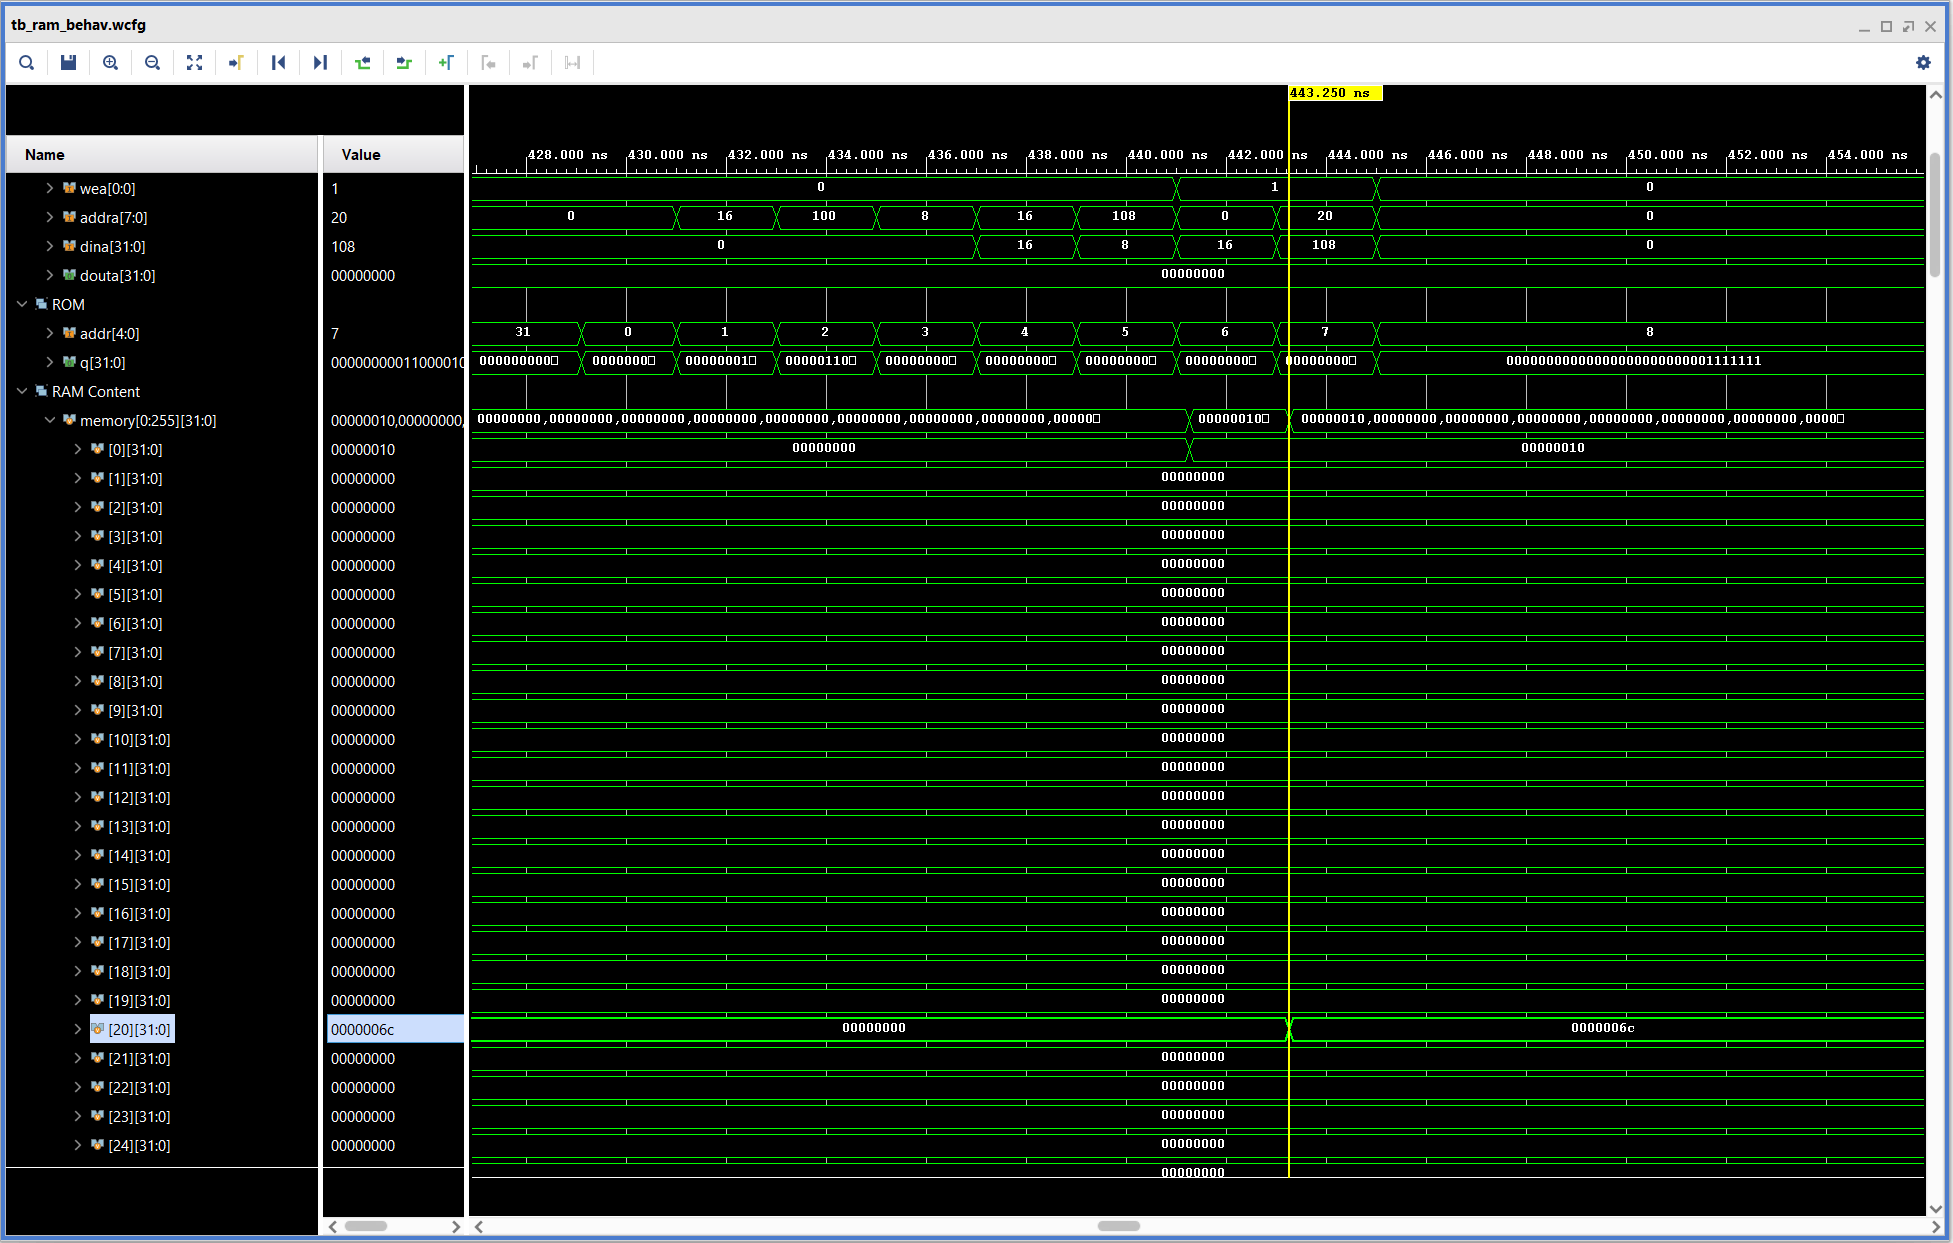 tb_ram_behav.wcfg
443.250 ns
Name Value 428.000 ns 430.000 ns 432.000 ns 434.000 ns 436.000 ns 438.000 ns 440.000 ns 442.000 ns 444.000 ns 446.000 ns 448.000 ns 450.000 ns 452.000 ns 454.000 ns
wea[0:0] 1 0 1 0
addra[7:0] 20 0 16 100 8 16 108 0 20 0
dina[31:0] 108 0 16 8 16 108 0
douta[31:0] 00000000 00000000
ROM
addr[4:0] 7 31 0 1 2 3 4 5 6 7 8
q[31:0] 00000000011000010 000000000 0000000 00000001 00000110 00000000 00000000 00000000 00000000 00000000 00000000000000000000000001111111
RAM Content
memory[0:255][31:0] 00000010,00000000, 00000000,00000000,00000000,00000000,00000000,00000000,00000000,00000000,00000 00000010 00000010,00000000,00000000,00000000,00000000,00000000,00000000,0000
[0][31:0] 00000010 00000000 00000010
[1][31:0] 00000000 00000000
[2][31:0] 00000000 00000000
[3][31:0] 00000000 00000000
[4][31:0] 00000000 00000000
[5][31:0] 00000000 00000000
[6][31:0] 00000000 00000000
[7][31:0] 00000000 00000000
[8][31:0] 00000000 00000000
[9][31:0] 00000000 00000000
[10][31:0] 00000000 00000000
[11][31:0] 00000000 00000000
[12][31:0] 00000000 00000000
[13][31:0] 00000000 00000000
[14][31:0] 00000000 00000000
[15][31:0] 00000000 00000000
[16][31:0] 00000000 00000000
[17][31:0] 00000000 00000000
[18][31:0] 00000000 00000000
[19][31:0] 00000000 00000000
[20][31:0] 0000006c 00000000 0000006c
[21][31:0] 00000000 00000000
[22][31:0] 00000000 00000000
[23][31:0] 00000000 00000000
[24][31:0] 00000000 00000000
00000000